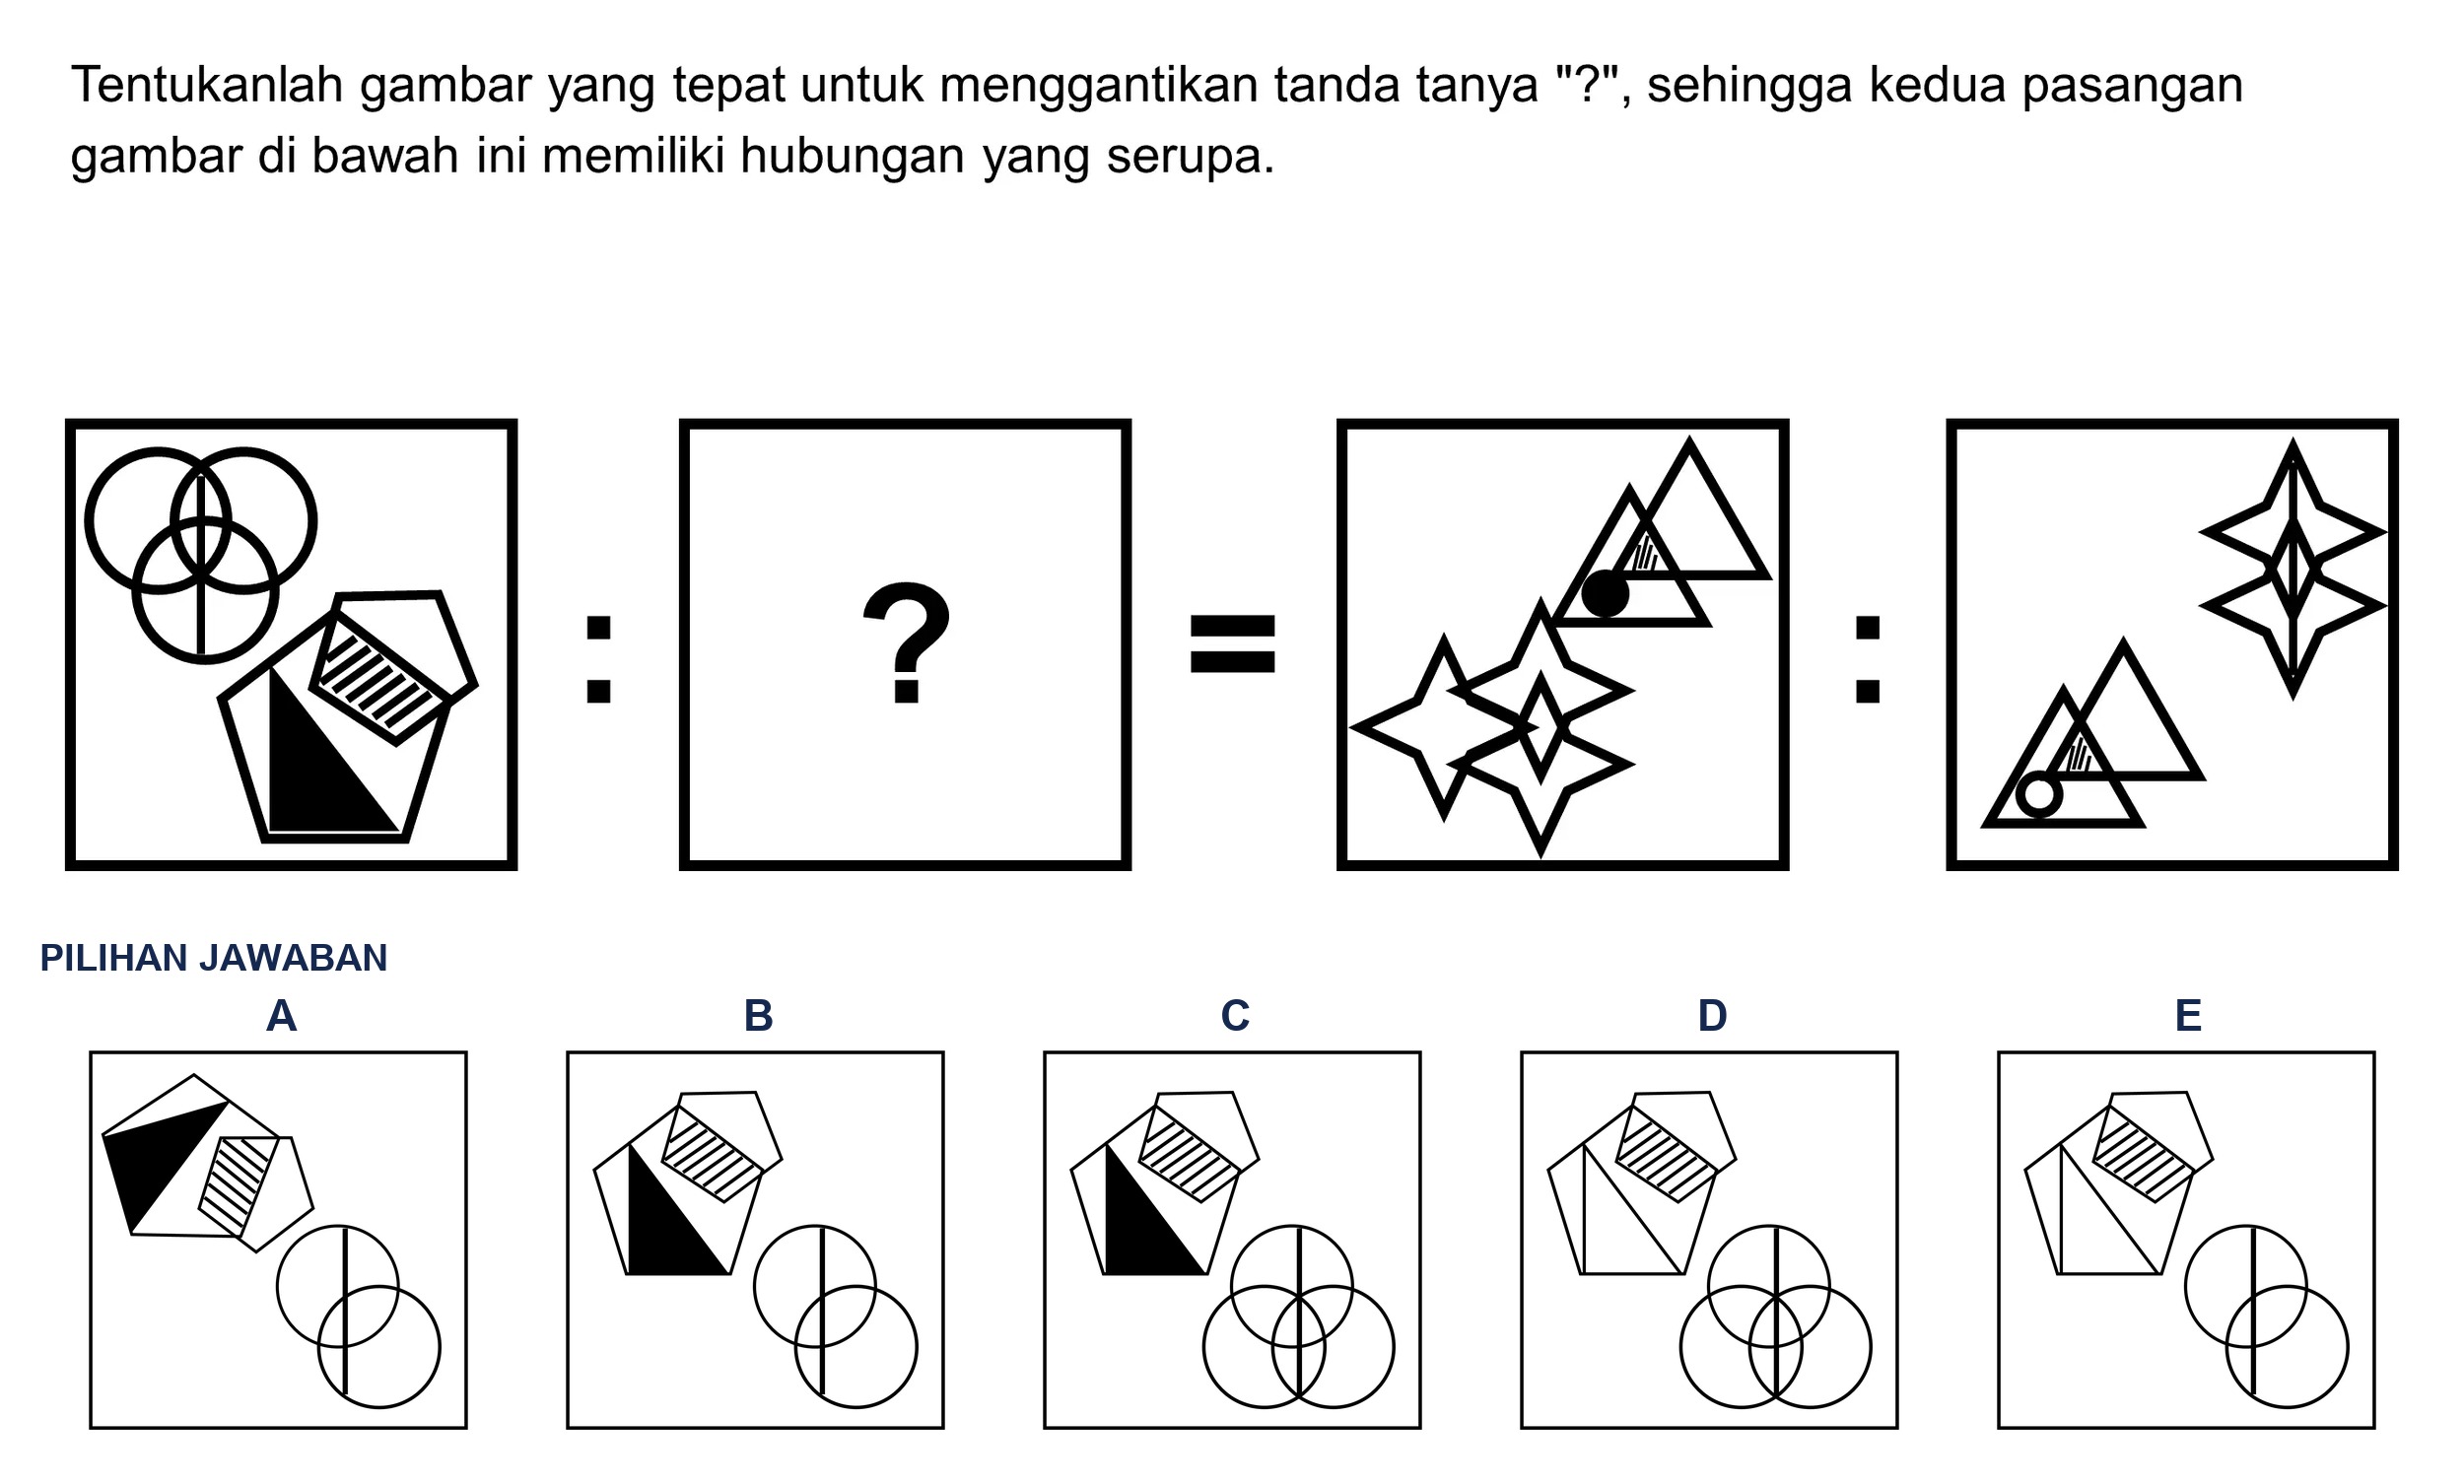 Tentukanlah gambar yang tepat untuk menggantikan tanda tanya "?", sehingga kedua pasangan
gambar di bawah ini memiliki hubungan yang serupa.
: ? = :
PILIHAN JAWABAN
A B C D E